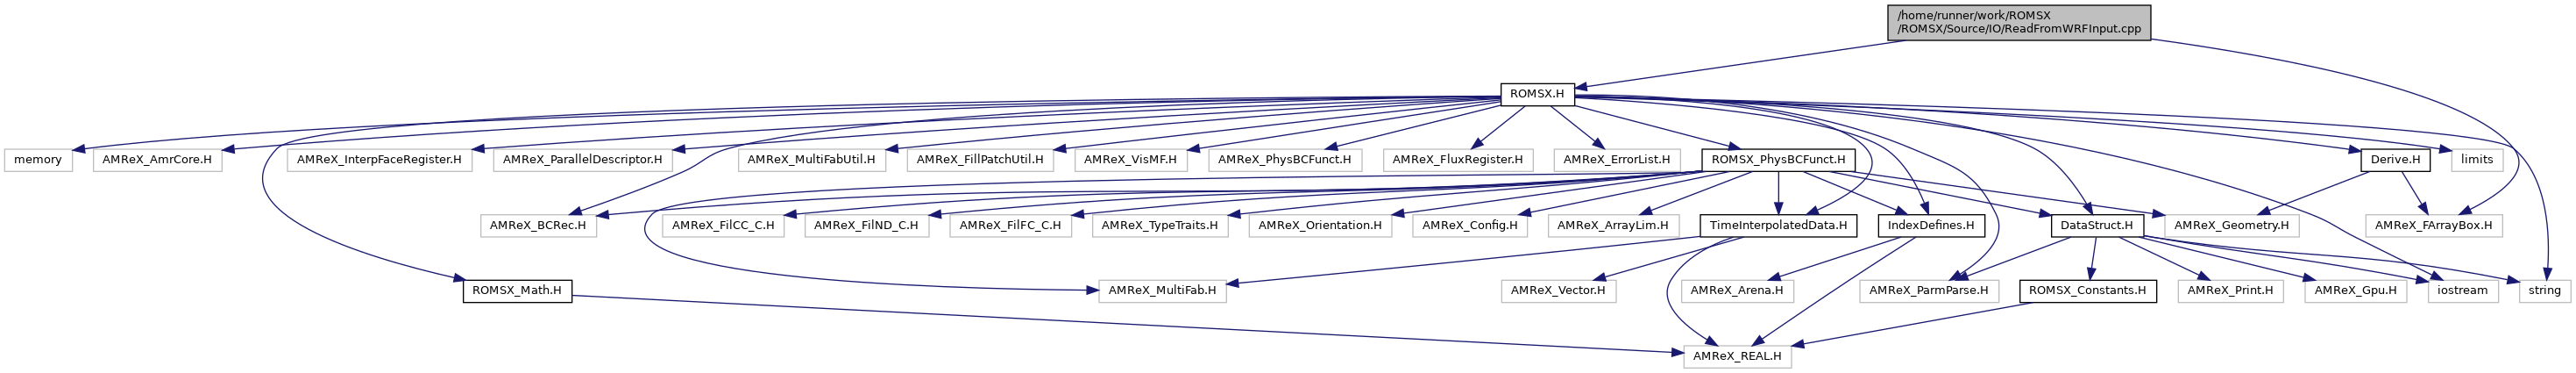 /home/runner/work/ROMSX
/ROMSX/Source/IO/ReadFromWRFInput.cpp
ROMSX.H
memory
AMReX_AmrCore.H
AMReX_InterpFaceRegister.H
AMReX_ParallelDescriptor.H
AMReX_MultiFabUtil.H
AMReX_FillPatchUtil.H
AMReX_VisMF.H
AMReX_PhysBCFunct.H
AMReX_FluxRegister.H
AMReX_ErrorList.H
ROMSX_PhysBCFunct.H
Derive.H
limits
AMReX_BCRec.H
AMReX_FilCC_C.H
AMReX_FilND_C.H
AMReX_FilFC_C.H
AMReX_TypeTraits.H
AMReX_Orientation.H
AMReX_Config.H
AMReX_ArrayLim.H
TimeInterpolatedData.H
IndexDefines.H
DataStruct.H
AMReX_Geometry.H
AMReX_FArrayBox.H
ROMSX_Math.H
AMReX_MultiFab.H
AMReX_Vector.H
AMReX_Arena.H
AMReX_ParmParse.H
ROMSX_Constants.H
AMReX_Print.H
AMReX_Gpu.H
iostream
string
AMReX_REAL.H